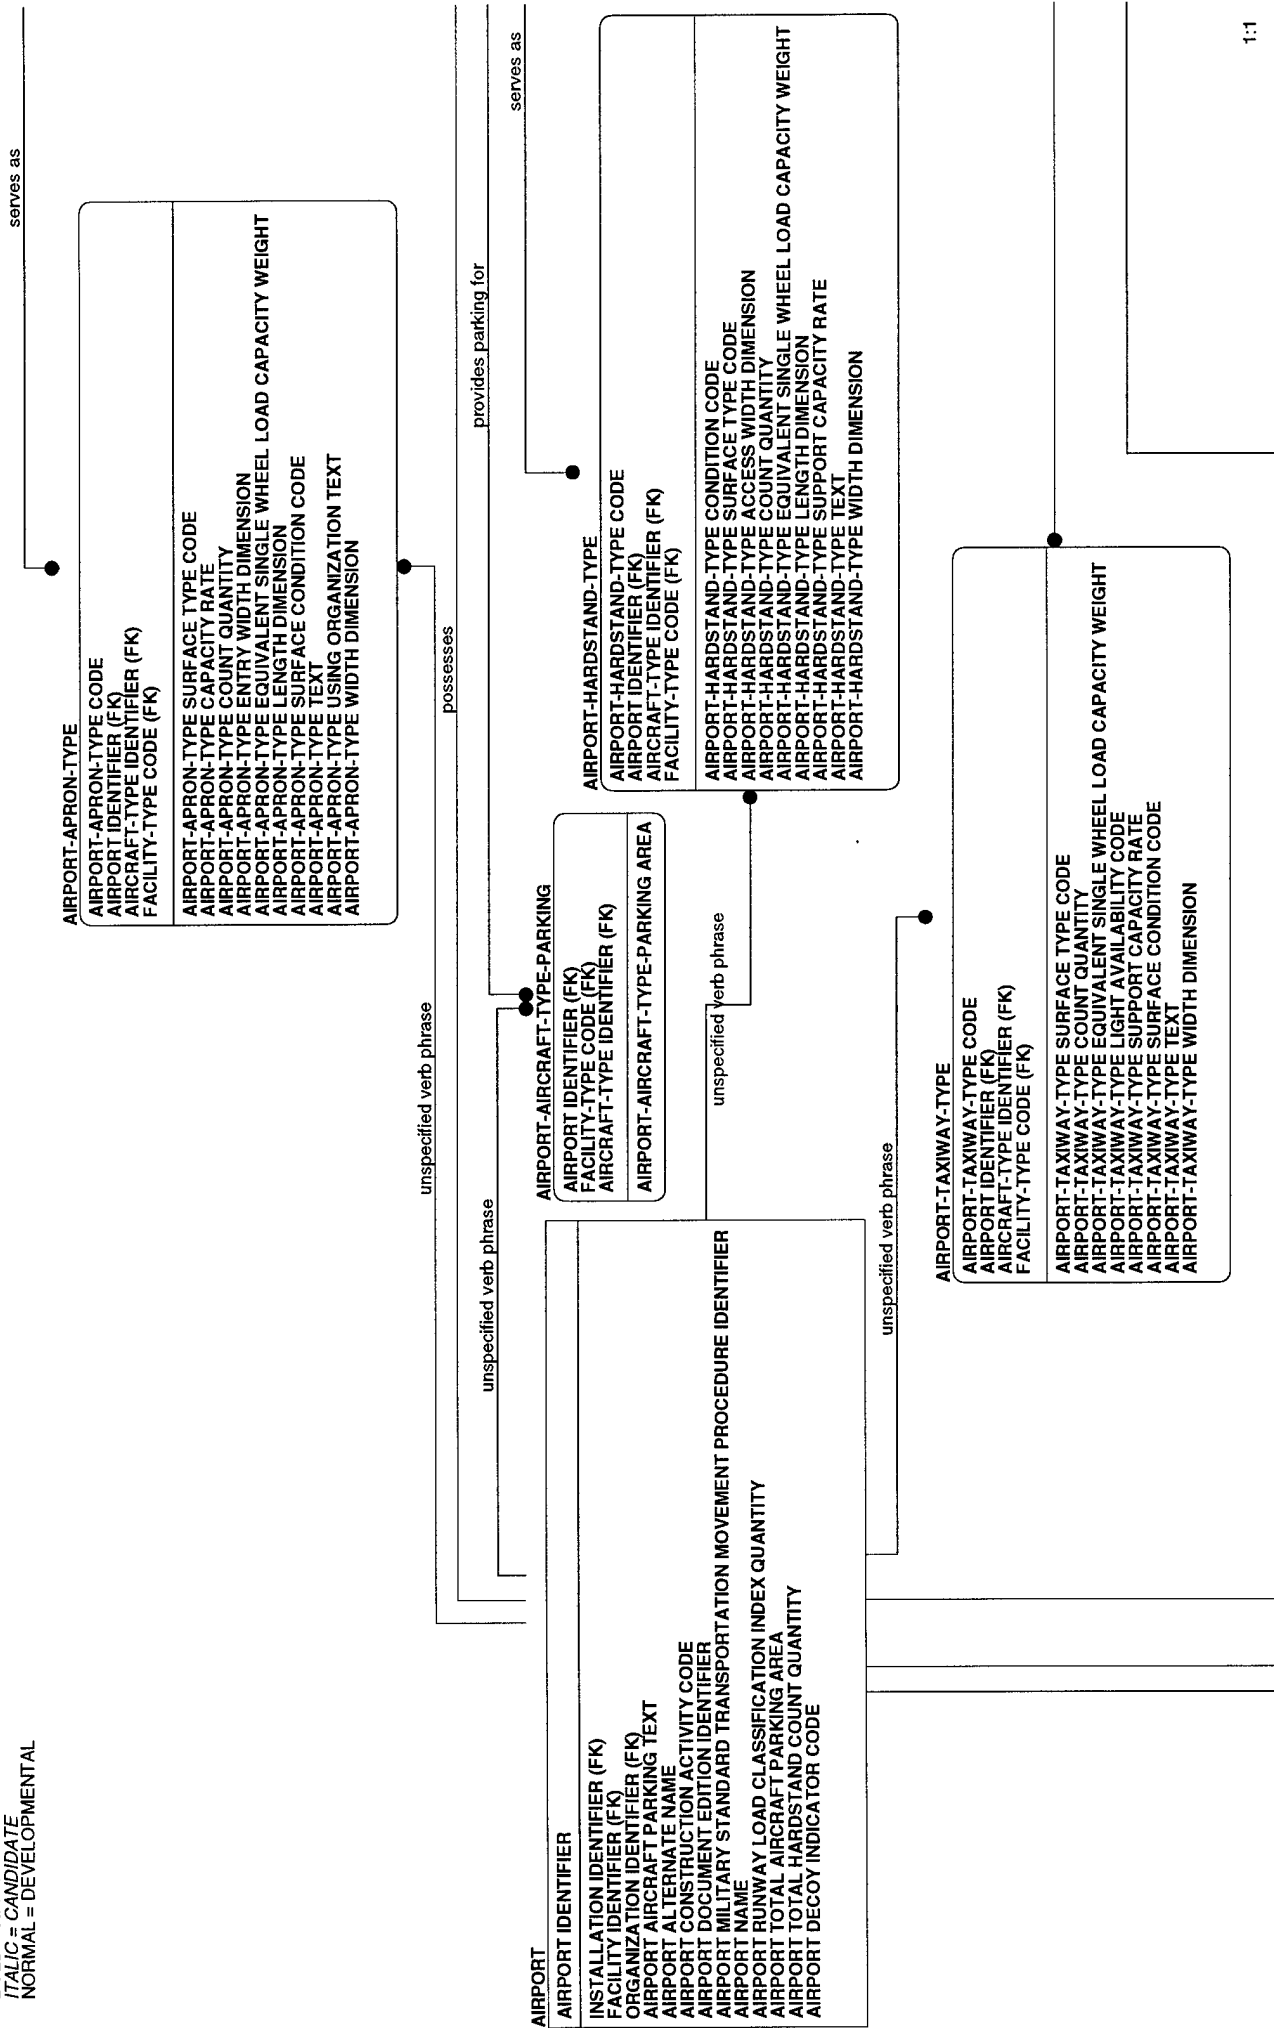 ITALIC = CANDIDATE
NORMAL = DEVELOPMENTAL
serves as
AIRPORT-APRON-TYPE
AIRPORT-APRON-TYPE CODE
AIRPORT IDENTIFIER (FK)
AIRCRAFT-TYPE IDENTIFIER (FK)
FACILITY-TYPE CODE (FK)
AIRPORT-APRON-TYPE SURFACE TYPE CODE
AIRPORT-APRON-TYPE CAPACITY RATE
AIRPORT-APRON-TYPE COUNT QUANTITY
AIRPORT-APRON-TYPE ENTRY WIDTH DIMENSION
AIRPORT-APRON-TYPE EQUIVALENT SINGLE WHEEL LOAD CAPACITY WEIGHT
AIRPORT-APRON-TYPE LENGTH DIMENSION
AIRPORT-APRON-TYPE SURFACE CONDITION CODE
AIRPORT-APRON-TYPE TEXT
AIRPORT-APRON-TYPE USING ORGANIZATION TEXT
AIRPORT-APRON-TYPE WIDTH DIMENSION
unspecified verb phrase
possesses
provides parking for
unspecified verb phrase
serves as
AIRPORT
AIRPORT IDENTIFIER
INSTALLATION IDENTIFIER (FK)
FACILITY IDENTIFIER (FK)
ORGANIZATION IDENTIFIER (FK)
AIRPORT AIRCRAFT PARKING TEXT
AIRPORT ALTERNATE NAME
AIRPORT CONSTRUCTION ACTIVITY CODE
AIRPORT DOCUMENT EDITION IDENTIFIER
AIRPORT MILITARY STANDARD TRANSPORTATION MOVEMENT PROCEDURE IDENTIFIER
AIRPORT NAME
AIRPORT RUNWAY LOAD CLASSIFICATION INDEX QUANTITY
AIRPORT TOTAL AIRCRAFT PARKING AREA
AIRPORT TOTAL HARDSTAND COUNT QUANTITY
AIRPORT DECOY INDICATOR CODE
AIRPORT-AIRCRAFT-TYPE-PARKING
AIRPORT IDENTIFIER (FK)
FACILITY-TYPE CODE (FK)
AIRCRAFT-TYPE IDENTIFIER (FK)
AIRPORT-AIRCRAFT-TYPE-PARKING AREA
AIRPORT-HARDSTAND-TYPE
AIRPORT-HARDSTAND-TYPE CODE
AIRPORT IDENTIFIER (FK)
AIRCRAFT-TYPE IDENTIFIER (FK)
FACILITY-TYPE CODE (FK)
AIRPORT-HARDSTAND-TYPE CONDITION CODE
AIRPORT-HARDSTAND-TYPE SURFACE TYPE CODE
AIRPORT-HARDSTAND-TYPE ACCESS WIDTH DIMENSION
AIRPORT-HARDSTAND-TYPE COUNT QUANTITY
AIRPORT-HARDSTAND-TYPE EQUIVALENT SINGLE WHEEL LOAD CAPACITY WEIGHT
AIRPORT-HARDSTAND-TYPE LENGTH DIMENSION
AIRPORT-HARDSTAND-TYPE SUPPORT CAPACITY RATE
AIRPORT-HARDSTAND-TYPE TEXT
AIRPORT-HARDSTAND-TYPE WIDTH DIMENSION
unspecified verb phrase
unspecified verb phrase
AIRPORT-TAXIWAY-TYPE
AIRPORT-TAXIWAY-TYPE CODE
AIRPORT IDENTIFIER (FK)
AIRCRAFT-TYPE IDENTIFIER (FK)
FACILITY-TYPE CODE (FK)
AIRPORT-TAXIWAY-TYPE SURFACE TYPE CODE
AIRPORT-TAXIWAY-TYPE COUNT QUANTITY
AIRPORT-TAXIWAY-TYPE EQUIVALENT SINGLE WHEEL LOAD CAPACITY WEIGHT
AIRPORT-TAXIWAY-TYPE LIGHT AVAILABILITY CODE
AIRPORT-TAXIWAY-TYPE SUPPORT CAPACITY RATE
AIRPORT-TAXIWAY-TYPE SURFACE CONDITION CODE
AIRPORT-TAXIWAY-TYPE TEXT
AIRPORT-TAXIWAY-TYPE WIDTH DIMENSION
1:1